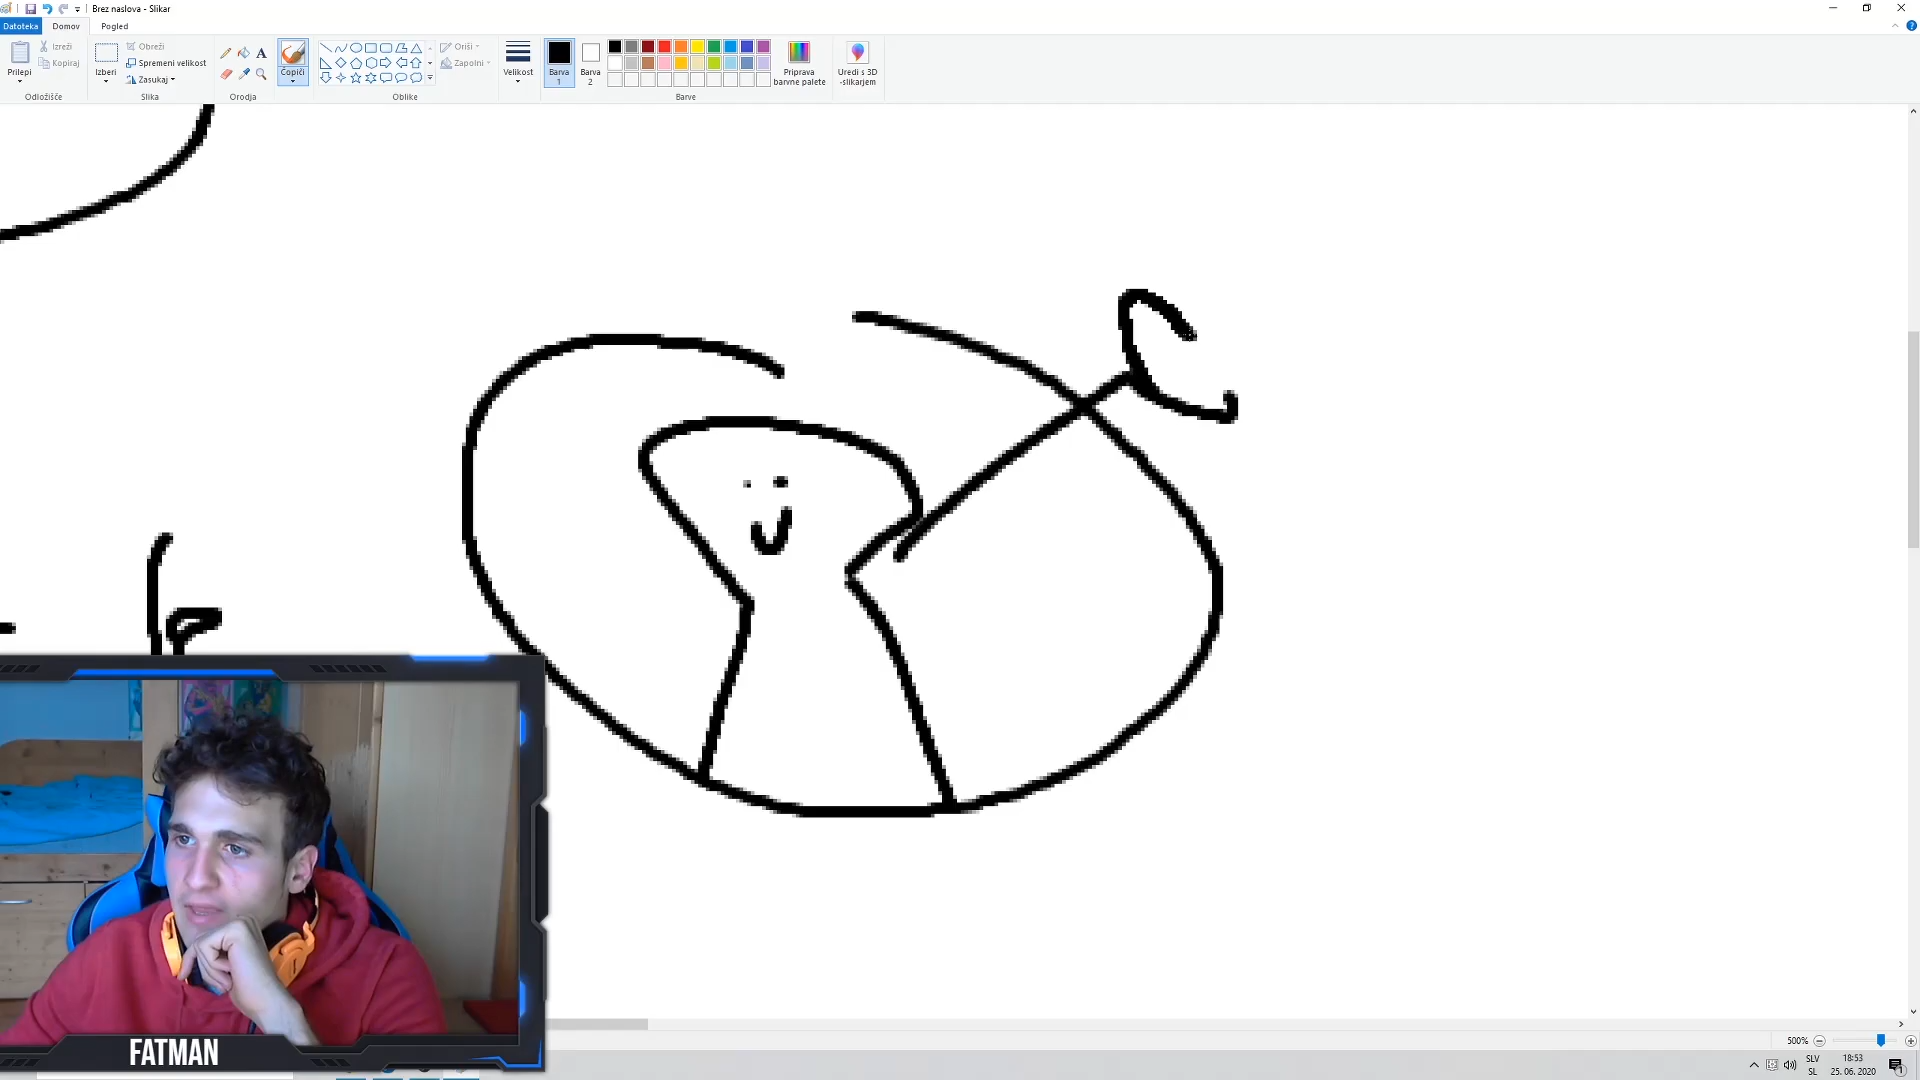 Brez naslova - Slikar
Datoteka Domov Pogled
Prilepi
Izreži
Kopiraj
Odložišče
Izberi
Obreži
Spremeni velikost
Zasukaj
Slika
A
Orodja
Čopiči
Oblike
Oriši
Zapolni
Velikost
Barva 1
Barva 2
Barve
Priprava barvne palete
Uredi s 3D -slikarjem
FATMAN
500%
SLV
SL
18:53
25. 06. 2020